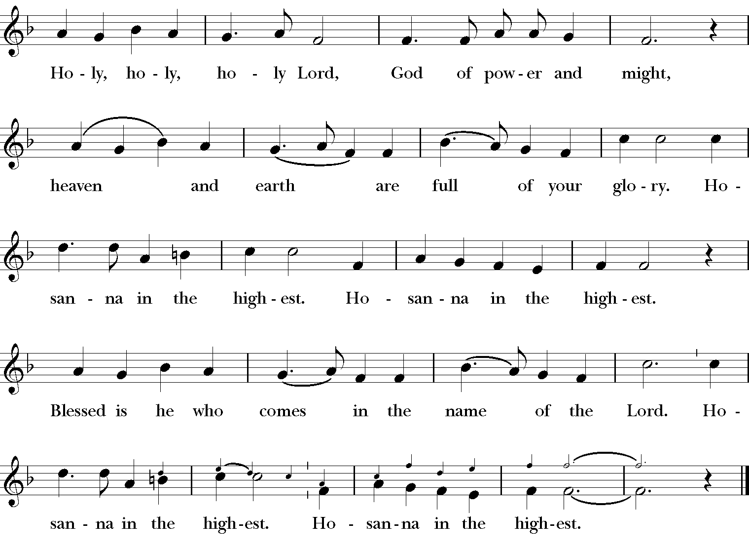 Ho - ly, ho - ly, ho - ly Lord, God of pow - er and might,
heaven and earth are full of your glo - ry. Ho -
san - na in the high - est. Ho - san - na in the high - est.
Blessed is he who comes in the name of the Lord. Ho -
san - na in the high - est. Ho - san - na in the high - est.